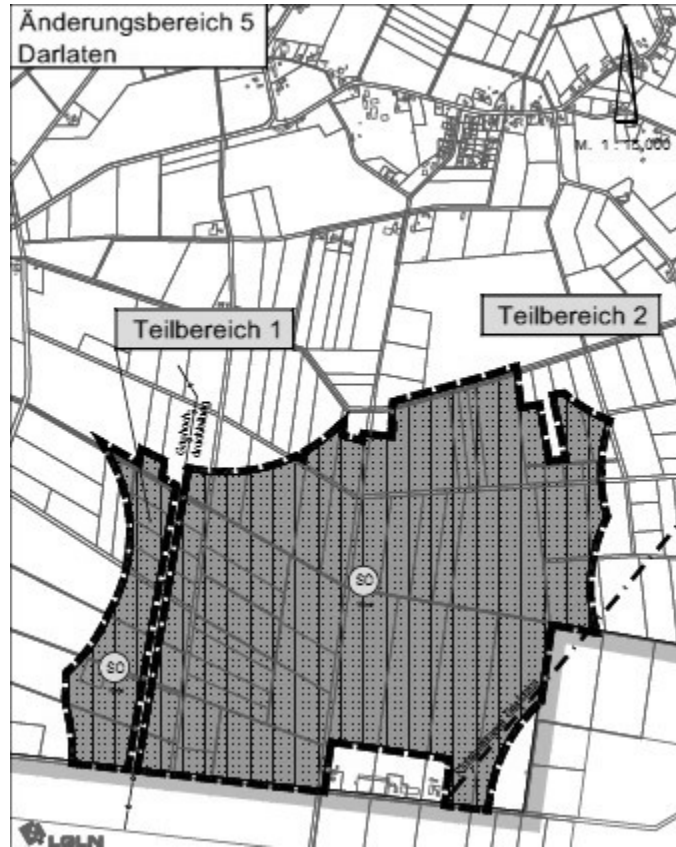 Änderungsbereich 5
Darlaten
M. 1 : 15.000
Teilbereich 1
Teilbereich 2
SO
SO
LGLN